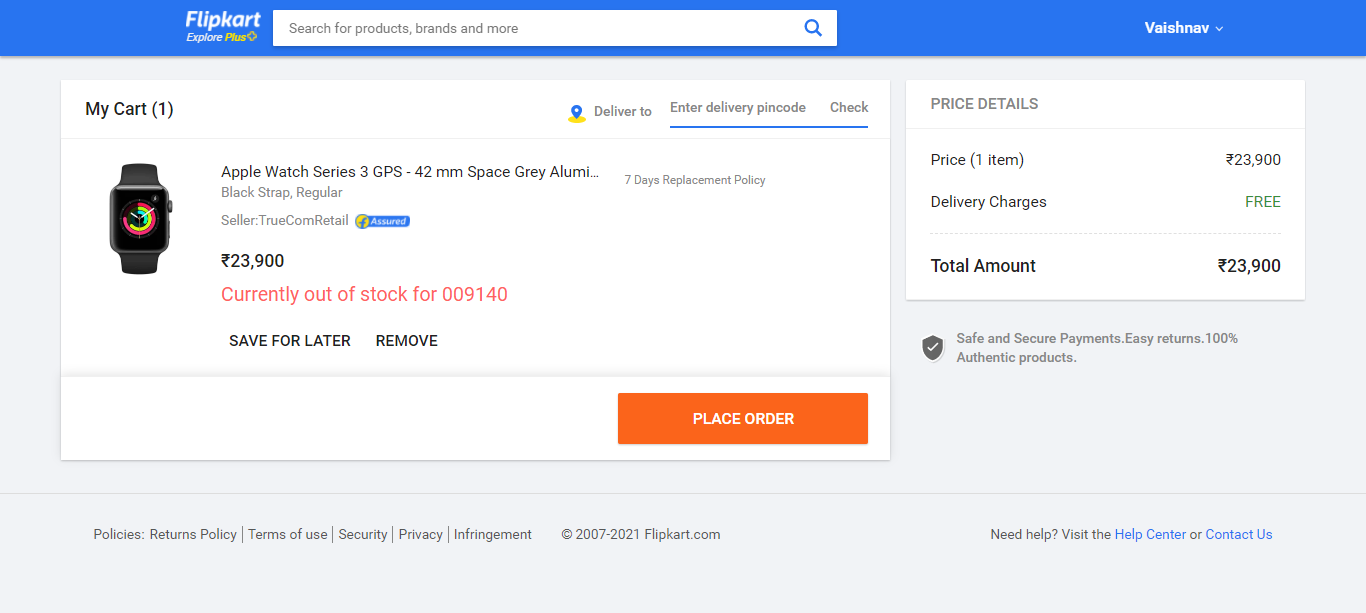 Flipkart
Explore Plus
Search for products, brands and more
Vaishnav
My Cart (1)
Deliver to
Enter delivery pincode
Check
Apple Watch Series 3 GPS - 42 mm Space Grey Alumi...
Black Strap, Regular
Seller:TrueComRetail
Assured
7 Days Replacement Policy
₹23,900
Currently out of stock for 009140
SAVE FOR LATER
REMOVE
PLACE ORDER
PRICE DETAILS
Price (1 item) ₹23,900
Delivery Charges FREE
Total Amount ₹23,900
Safe and Secure Payments.Easy returns.100%
Authentic products.
Policies: Returns Policy | Terms of use | Security | Privacy | Infringement
© 2007-2021 Flipkart.com
Need help? Visit the Help Center or Contact Us